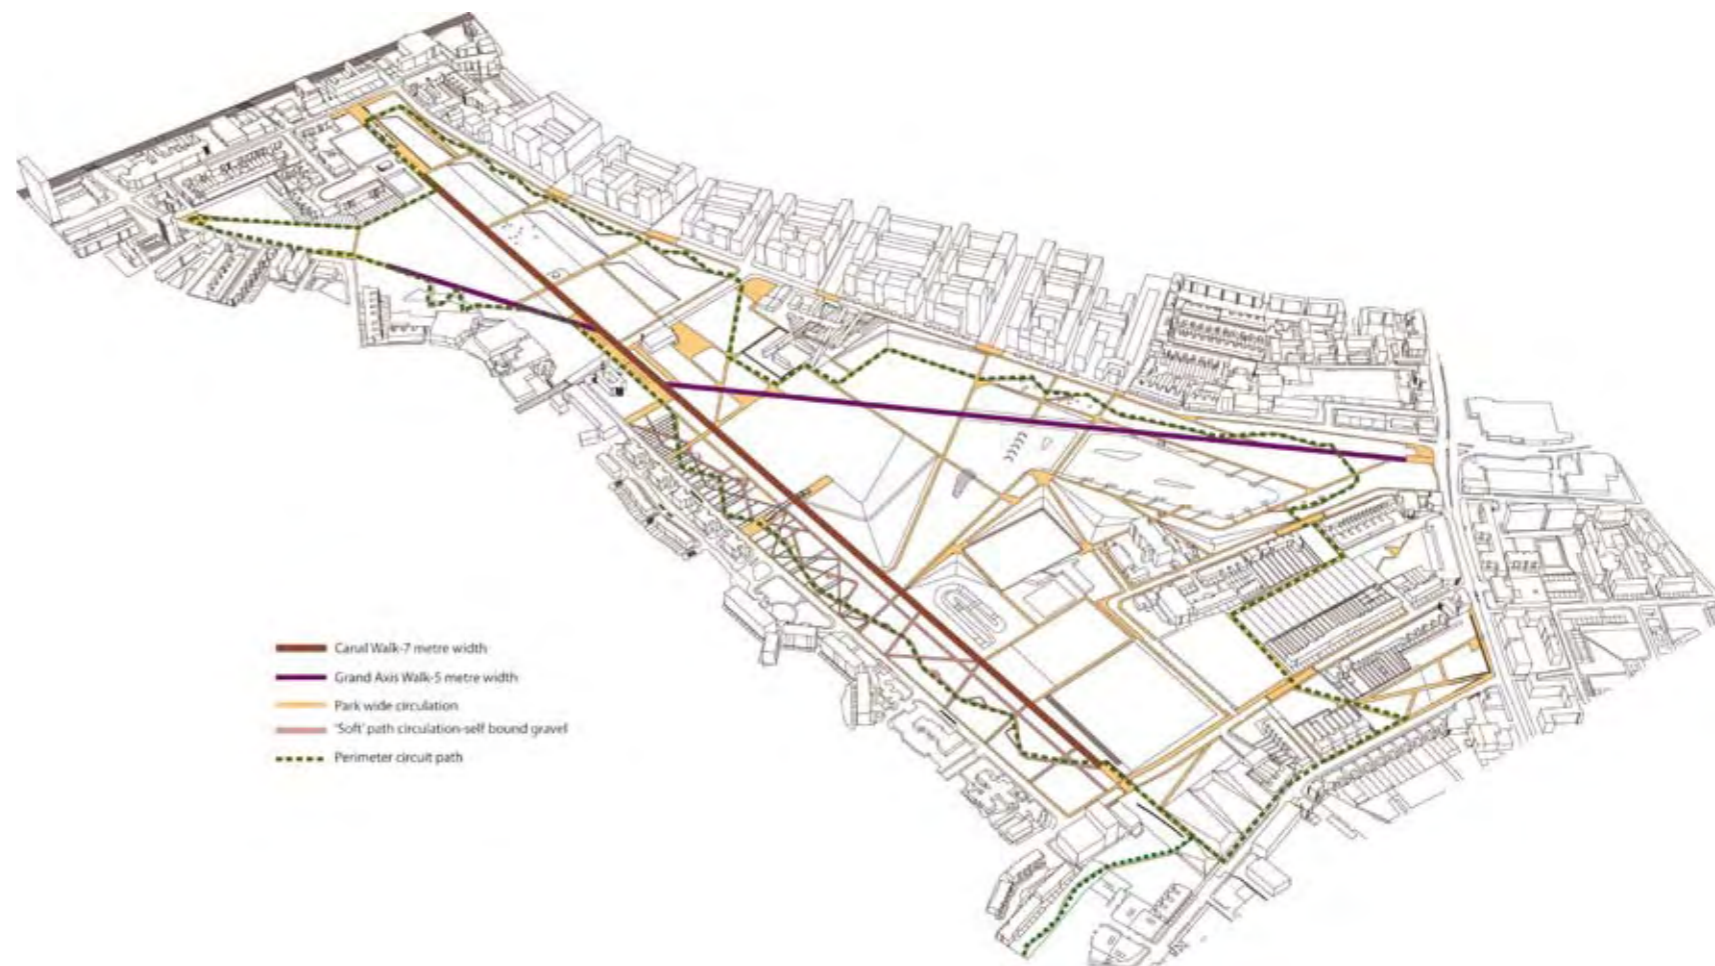 Canal Walk-7 metre width
Grand Axis Walk-5 metre width
Park wide circulation
'Soft' path circulation-self bound gravel
Perimeter circuit path